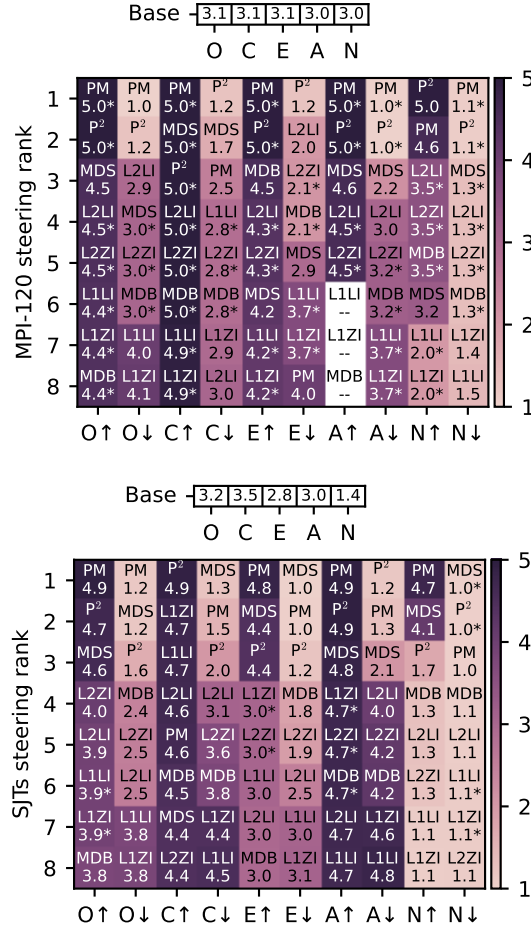 Base 3.1 3.1 3.1 3.0 3.0
O C E A N
MPI-120 steering rank
PM PM PM P² PM P² PM PM P² PM
1 5.0* 1.0 5.0* 1.2 5.0* 1.2 5.0* 1.0* 5.0 1.1* 5
P² P² MDS MDS P² L2LI P² P² PM P²
2 5.0* 1.2 5.0* 1.7 5.0* 2.0 5.0* 1.0* 4.6 1.1*
MDS L2LI P² PM MDB L2ZI MDS MDS L2LI MDS
3 4.5 2.9 5.0* 2.5 4.5 2.1* 4.6 2.2 3.5* 1.3* 4
L2LI MDS L2LI L1LI L2LI MDB L2LI L2LI L2ZI L2LI
4 4.5* 3.0* 5.0* 2.8* 4.3* 2.1* 4.5* 3.0 3.5* 1.3*
L2ZI L2ZI L2ZI L2ZI L2ZI MDS L2ZI L2ZI MDB L2ZI
5 4.5* 3.0* 5.0* 2.8* 4.3* 2.9 4.5* 3.2* 3.5* 1.3* 3
L1LI MDB MDB MDB MDS L1LI L1LI MDB MDS MDB
6 4.4* 3.0* 5.0* 2.8* 4.2 3.7* -- 3.2* 3.2 1.3*
L1ZI L1LI L1LI L1ZI L1LI L1ZI L1ZI L1LI L1LI L1ZI
7 4.4* 4.0 4.9* 2.9 4.2* 3.7* -- 3.7* 2.0* 1.4 2
MDB L1ZI L1ZI L2LI L1ZI PM MDB L1ZI L1ZI L1LI
8 4.4* 4.1 4.9* 3.0 4.2* 4.0 -- 3.7* 2.0* 1.5 1
O↑ O↓ C↑ C↓ E↑ E↓ A↑ A↓ N↑ N↓
Base 3.2 3.5 2.8 3.0 1.4
O C E A N
SJTs steering rank
PM PM P² MDS PM MDS PM P² PM MDS
1 4.9 1.2 4.9 1.3 4.8 1.0 4.9 1.2 4.7 1.0* 5
P² MDS L1ZI PM MDS PM P² PM MDS P²
2 4.7 1.2 4.7 1.5 4.4 1.0 4.9 1.3 4.1 1.0*
MDS P² L1LI P² P² P² MDS MDS P² PM
3 4.6 1.6 4.7 2.0 4.4 1.2 4.8 2.1 1.7 1.0 4
L2ZI MDB L2LI L2LI L1ZI MDB L1ZI L2LI MDB MDB
4 4.0 2.4 4.6 3.1 3.0* 1.8 4.7* 4.0 1.3 1.1
L2LI L2ZI PM L2ZI L2ZI L2ZI L2ZI L2ZI L2LI L2LI
5 3.9 2.5 4.6 3.6 3.0* 1.9 4.7* 4.2 1.3 1.1 3
L1LI L2LI MDB MDB L1LI L2LI MDB MDB L2ZI L1LI
6 3.9* 2.5 4.5 3.8 3.0 2.5 4.7* 4.2 1.3 1.1* 2
L1ZI L1LI MDS L1ZI L2LI L1LI L2LI L1ZI L1LI L1ZI
7 3.9* 3.8 4.4 4.4 3.0 3.0 4.7 4.6 1.1 1.1*
MDB L1ZI L2ZI L1LI MDB L1ZI L1LI L1LI L1ZI L2ZI
8 3.8 3.8 4.4 4.5 3.0 3.1 4.7 4.8 1.1 1.1 1
O↑ O↓ C↑ C↓ E↑ E↓ A↑ A↓ N↑ N↓